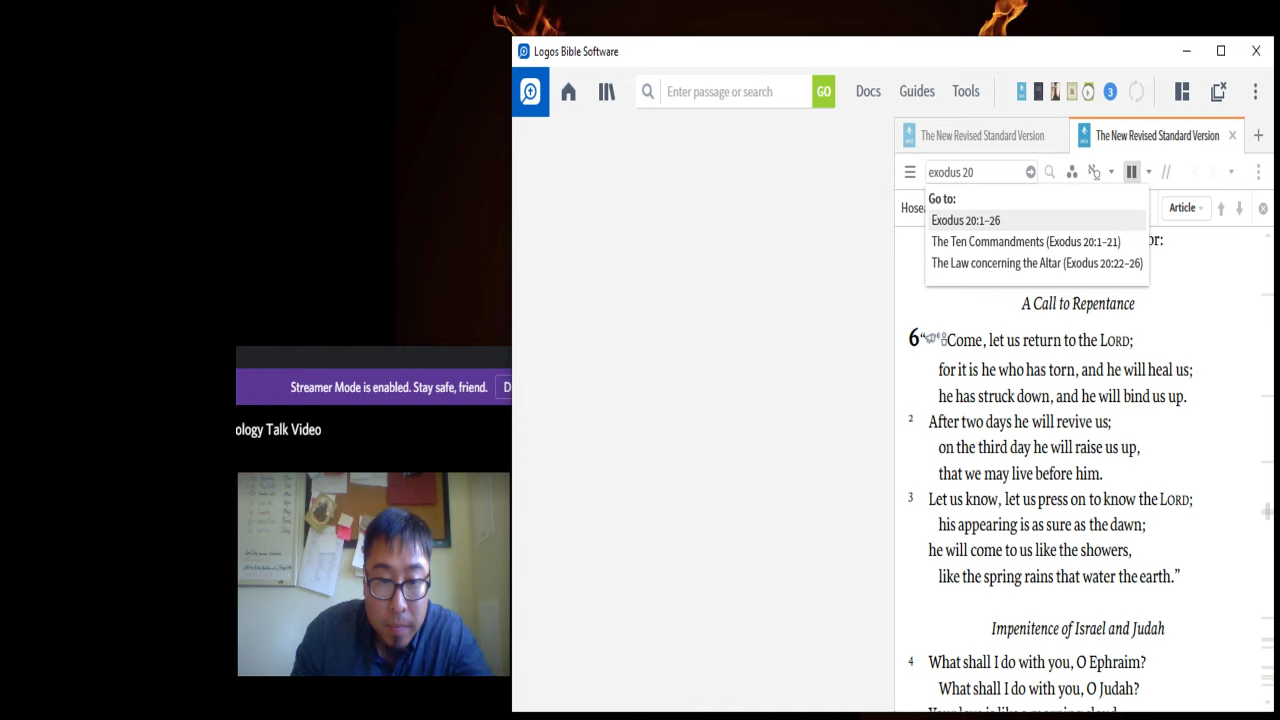 Logos Bible Software
Enter passage or search
GO
Docs
Guides
Tools
3
The New Revised Standard Version
The New Revised Standard Version
exodus 20
Go to:
Exodus 20:1–26
The Ten Commandments (Exodus 20:1–21)
The Law concerning the Altar (Exodus 20:22–26)
Hosea
Article
or:
A Call to Repentance
6 “Come, let us return to the LORD;
for it is he who has torn, and he will heal us;
he has struck down, and he will bind us up.
2 After two days he will revive us;
on the third day he will raise us up,
that we may live before him.
3 Let us know, let us press on to know the LORD;
his appearing is as sure as the dawn;
he will come to us like the showers,
like the spring rains that water the earth.”
Impenitence of Israel and Judah
4 What shall I do with you, O Ephraim?
What shall I do with you, O Judah?
Your love is like a morning cloud
Streamer Mode is enabled. Stay safe, friend.
D
ology Talk Video